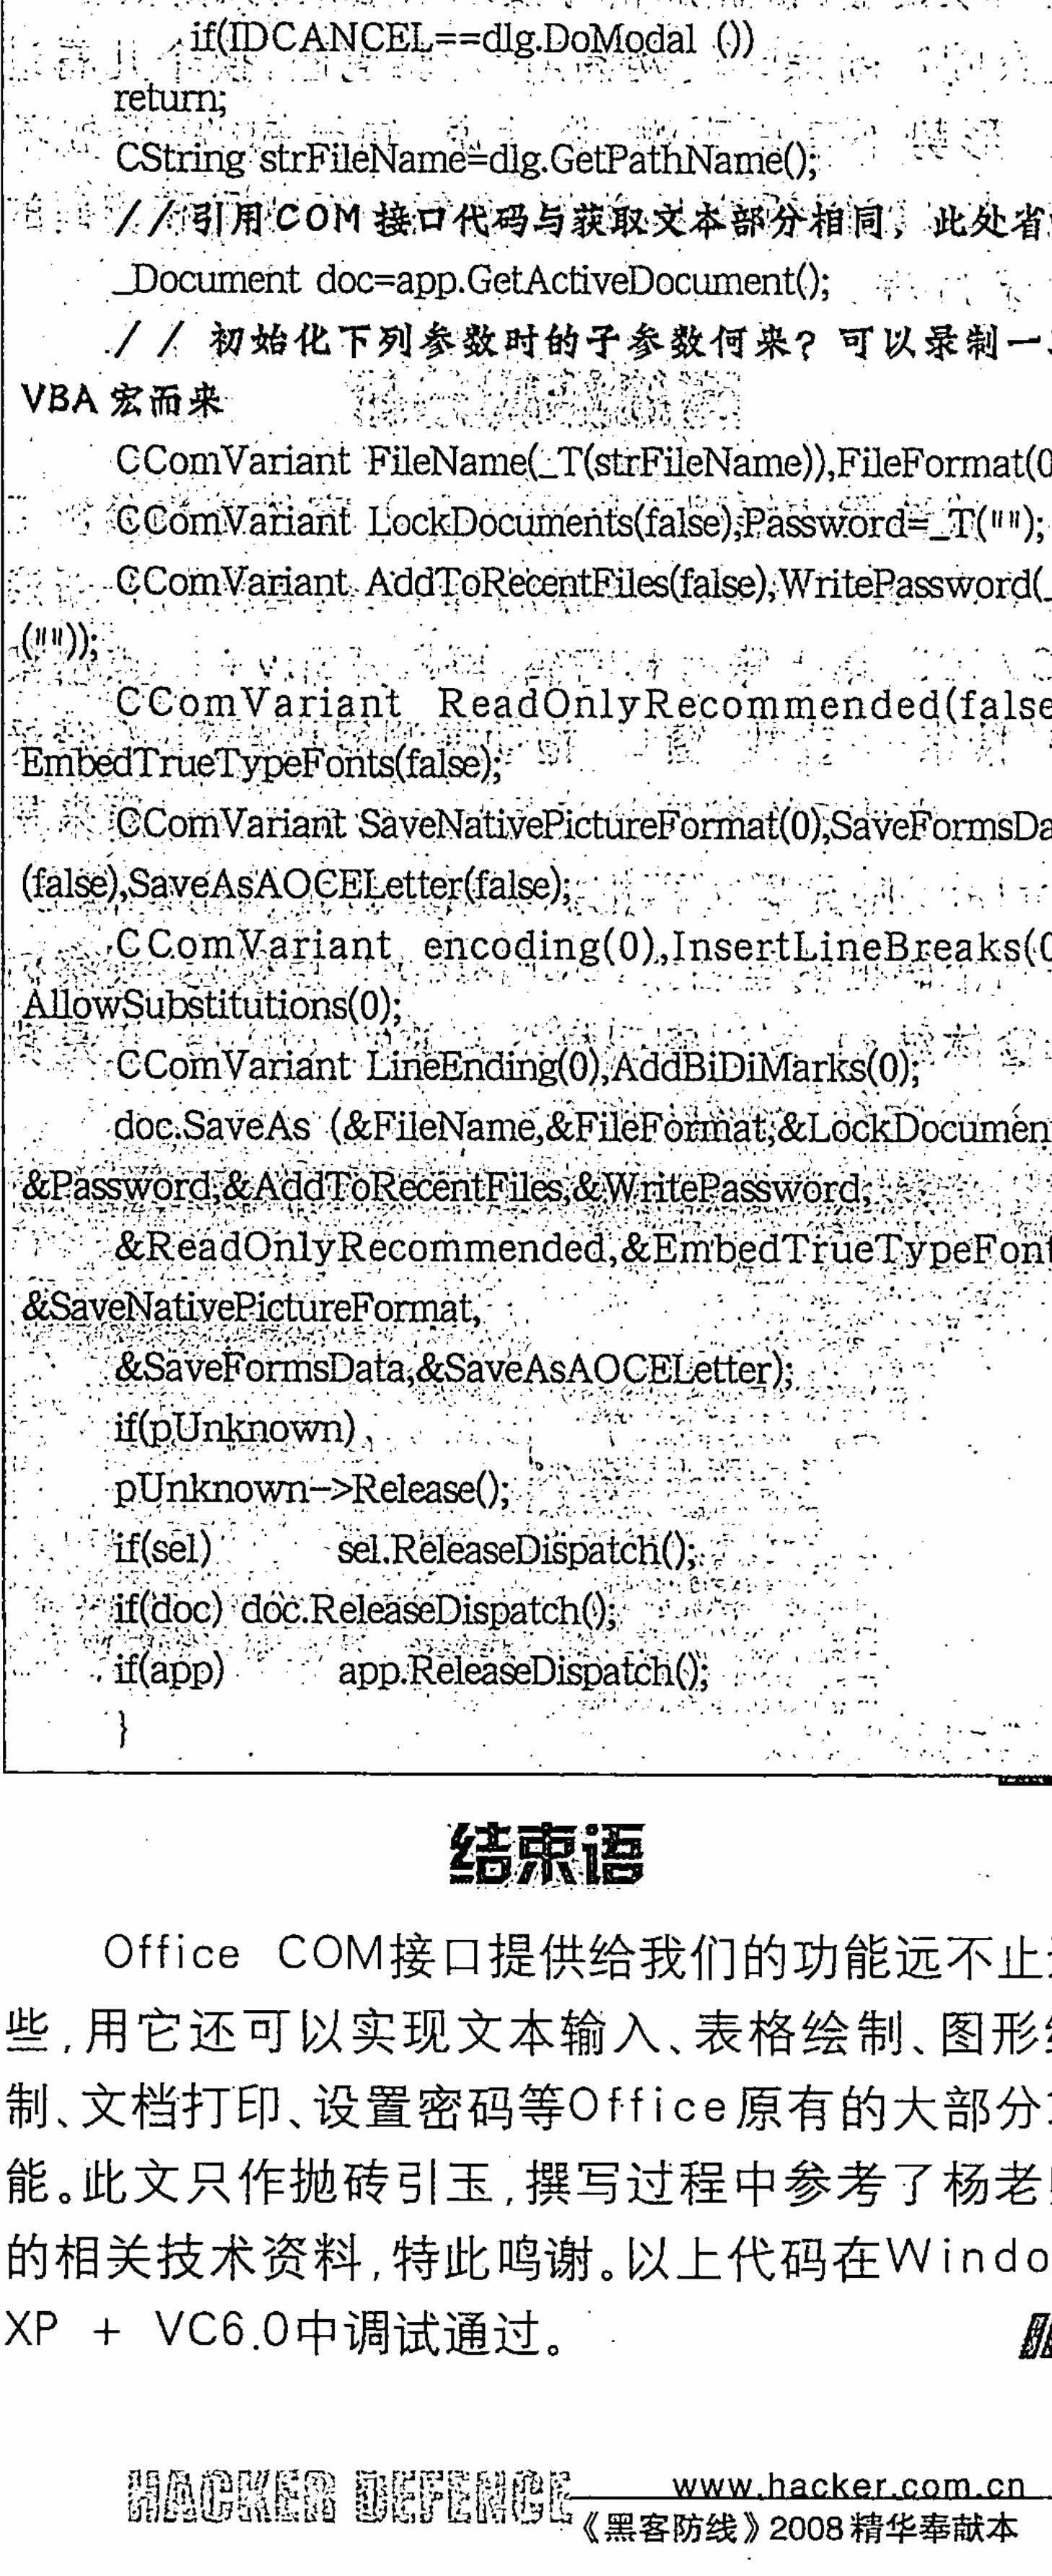 if(IDCANCEL==dlg.DoModal ())
return;
CString strFileName=dlg.GetPathName();
//引用COM接口代码与获取文本部分相同，此处省
_Document doc=app.GetActiveDocument();
// 初始化下列参数时的子参数何来？可以录制一
VBA宏而来
CComVariant FileName(_T(strFileName)),FileFormat(0
CComVariant LockDocuments(false),Password=_T("");
CComVariant AddToRecentFiles(false),WritePassword(_
(""));
CComVariant ReadOnlyRecommended(false
EmbedTrueTypeFonts(false);
CComVariant SaveNativePictureFormat(0),SaveFormsDa
(false),SaveAsAOCELetter(false);
CComVariant encoding(0),InsertLineBreaks(0
AllowSubstitutions(0);
CComVariant LineEnding(0),AddBiDiMarks(0);
doc.SaveAs (&FileName,&FileFormat,&LockDocumen
&Password,&AddToRecentFiles,&WritePassword,
&ReadOnlyRecommended,&EmbedTrueTypeFont
&SaveNativePictureFormat,
&SaveFormsData,&SaveAsAOCELetter);
if(pUnknown)
pUnknown->Release();
if(sel) sel.ReleaseDispatch();
if(doc) doc.ReleaseDispatch();
if(app) app.ReleaseDispatch();
}
结束语
Office COM接口提供给我们的功能远不止
些,用它还可以实现文本输入、表格绘制、图形
制、文档打印、设置密码等Office原有的大部分
能。此文只作抛砖引玉,撰写过程中参考了杨老
的相关技术资料,特此鸣谢。以上代码在Windo
XP + VC6.0中调试通过。
HACKER DEFENCE www.hacker.com.cn
《黑客防线》2008精华奉献本